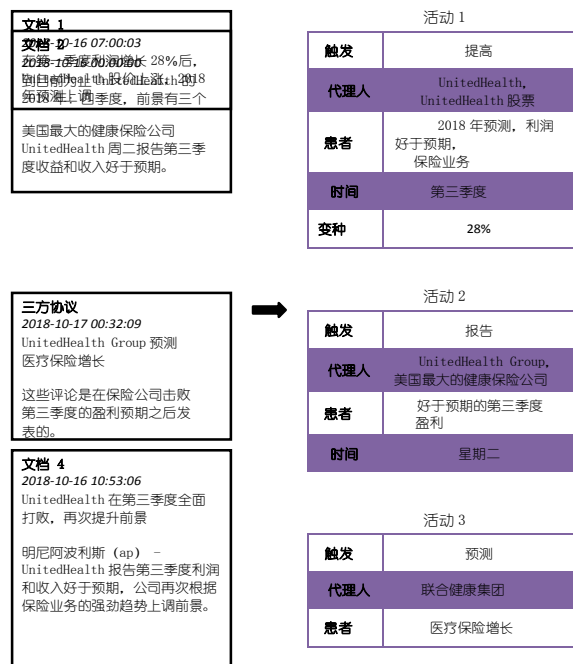 文档 1
文档 2
美国最大的健康保险公司
UnitedHealth 周二报告第三季
度收益和收入好于预期。
三方协议
2018-10-17 00:32:09
UnitedHealth Group 预测
医疗保险增长
这些评论是在保险公司击败
第三季度的盈利预期之后发
表的。
文档 4
2018-10-16 10:53:06
UnitedHealth 在第三季度全面
打败，再次提升前景
明尼阿波利斯（ap） -
UnitedHealth 报告第三季度利润
和收入好于预期，公司再次根据
保险业务的强劲趋势上调前景。
活动 1
触发 提高
代理人 UnitedHealth,
UnitedHealth 股票
患者 2018 年预测，利润
好于预期，
保险业务
时间 第三季度
变种 28%
活动 2
触发 报告
代理人 UnitedHealth Group,
美国最大的健康保险公司
患者 好于预期的第三季度
盈利
时间 星期二
活动 3
触发 预测
代理人 联合健康集团
患者 医疗保险增长